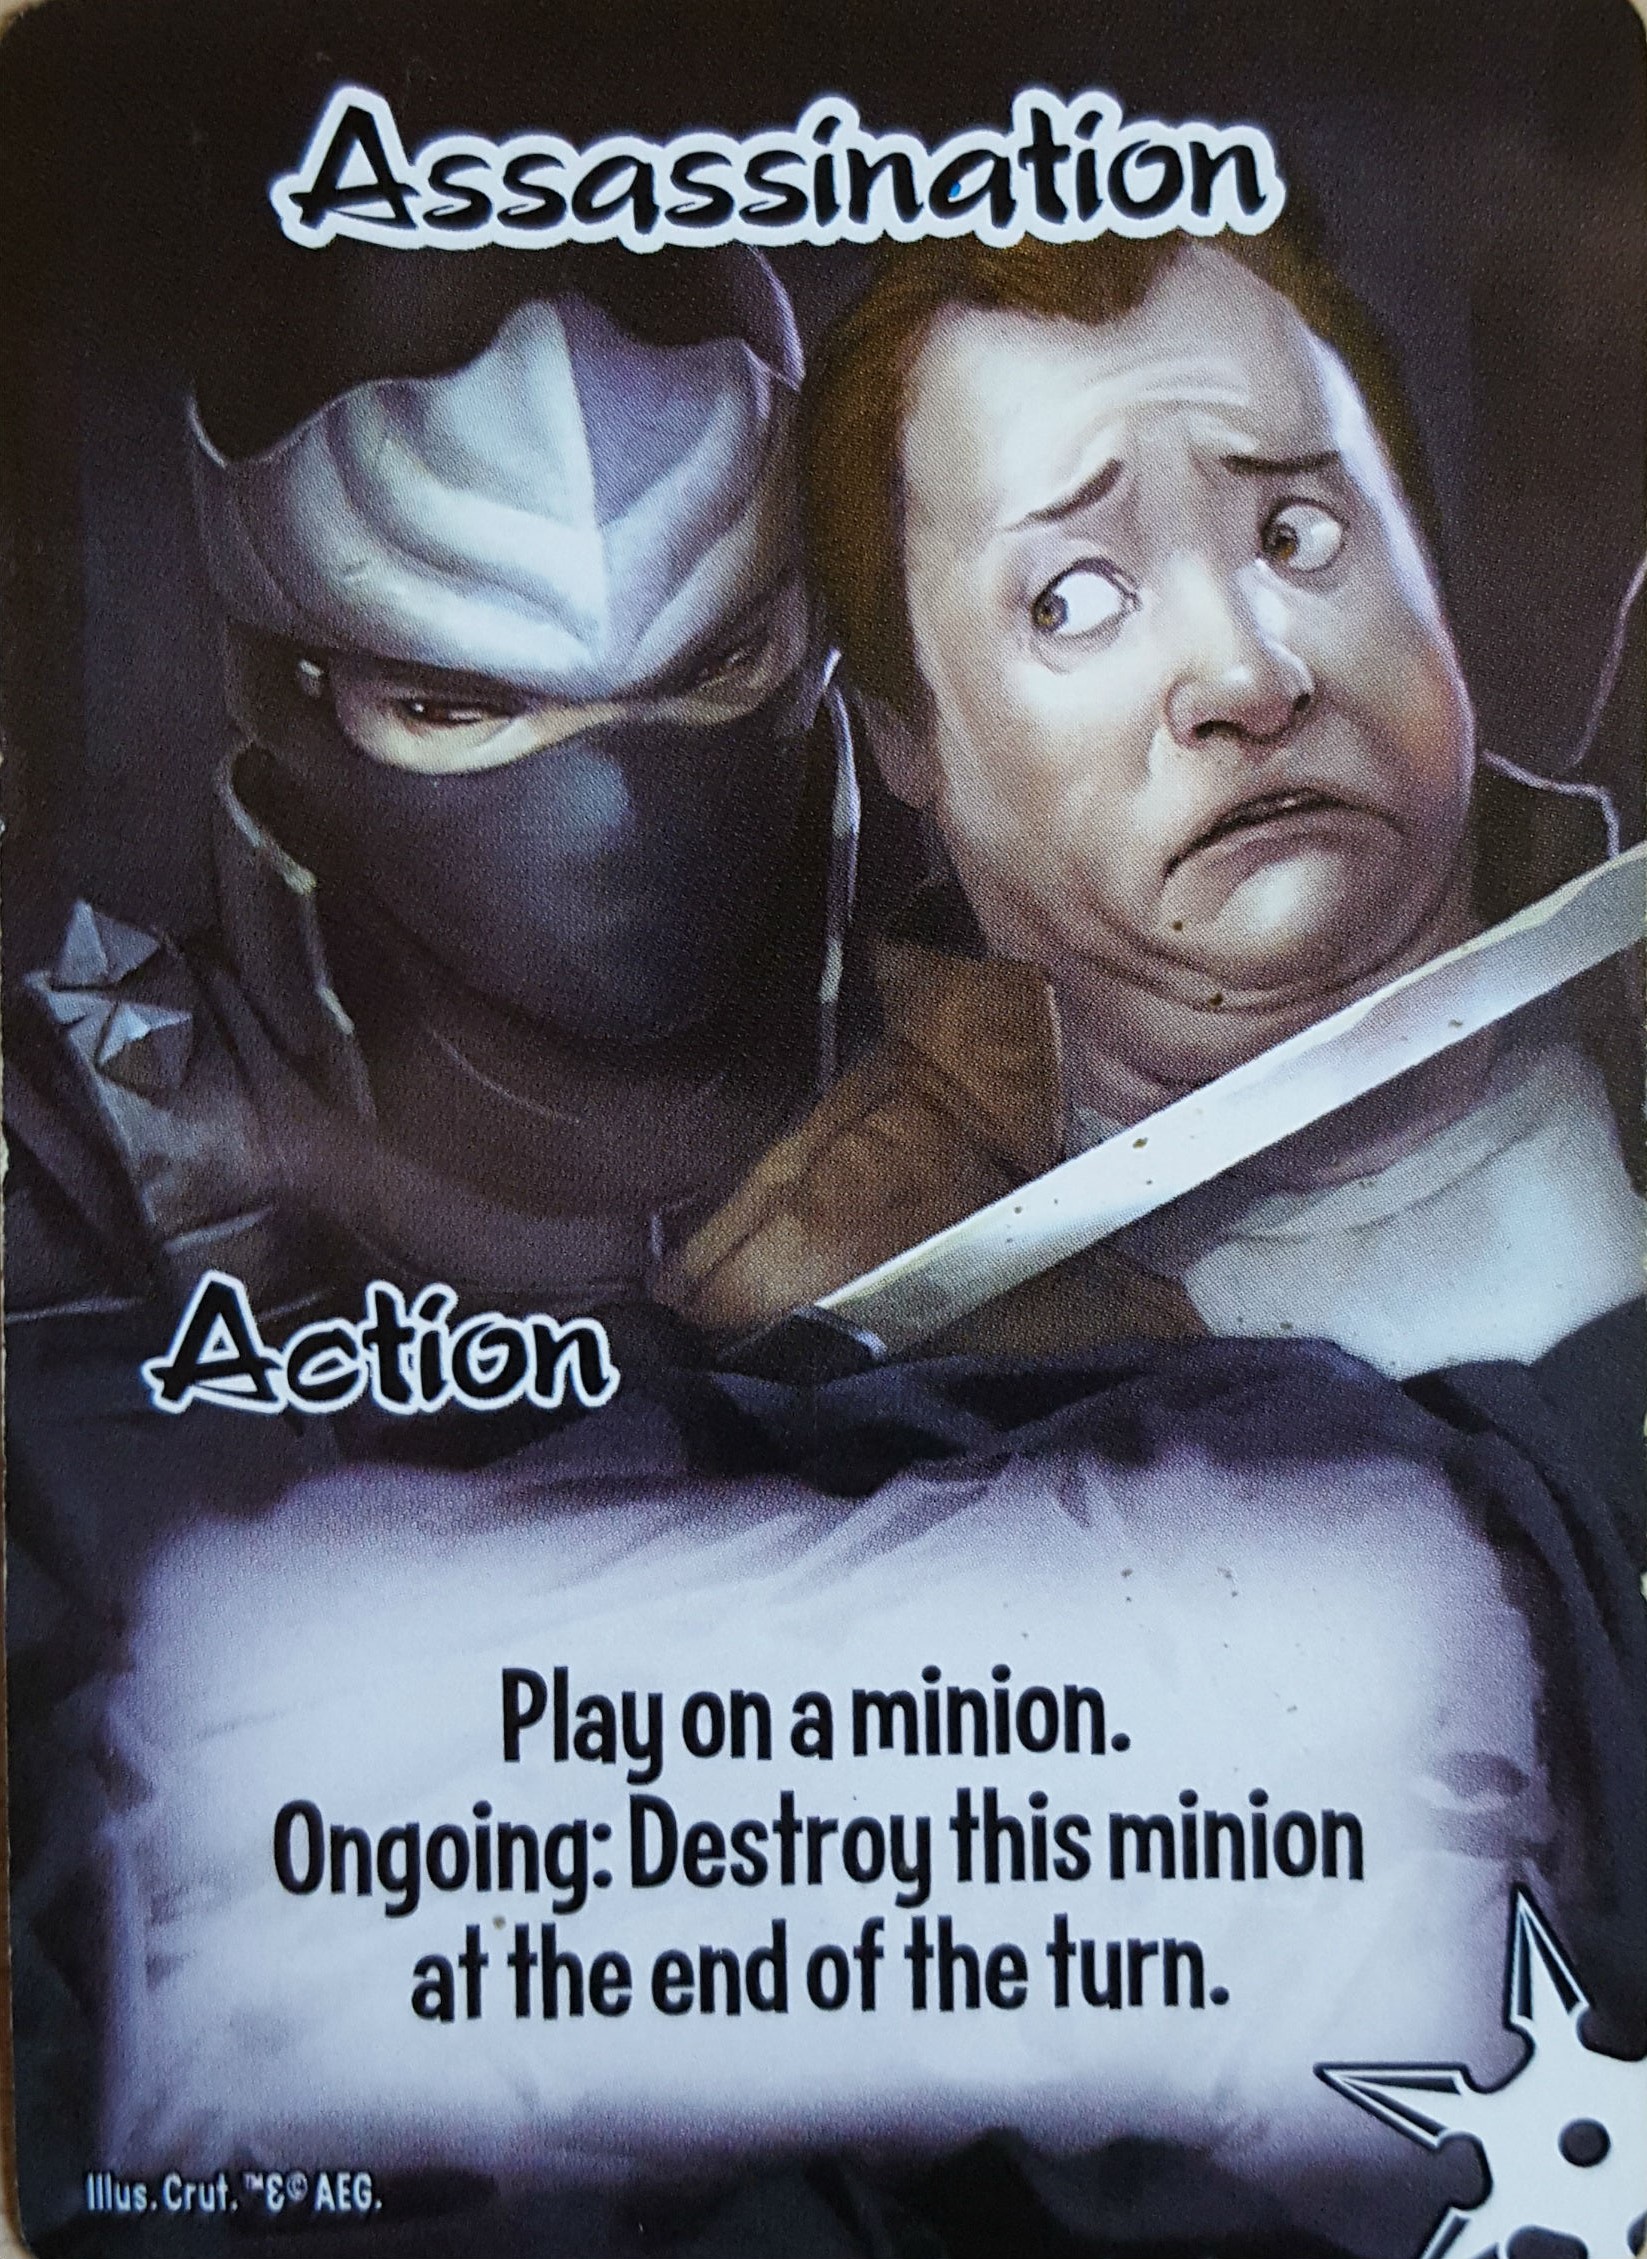 Assassination
Action
Play on a minion.
Ongoing: Destroy this minion
at the end of the turn.
Illus. Crut. ™&© AEG.